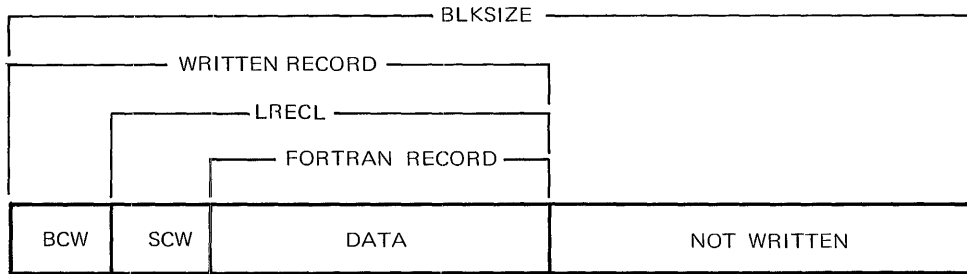 BLKSIZE
WRITTEN RECORD
LRECL
FORTRAN RECORD
BCW SCW DATA NOT WRITTEN